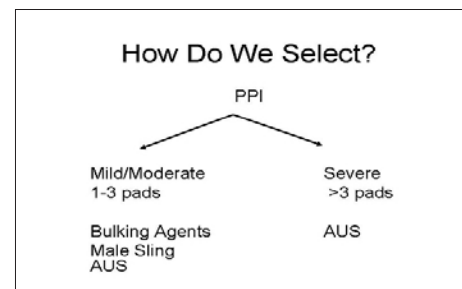 How Do We Select?
PPI
Mild/Moderate
1-3 pads
Severe
>3 pads
Bulking Agents
Male Sling
AUS
AUS